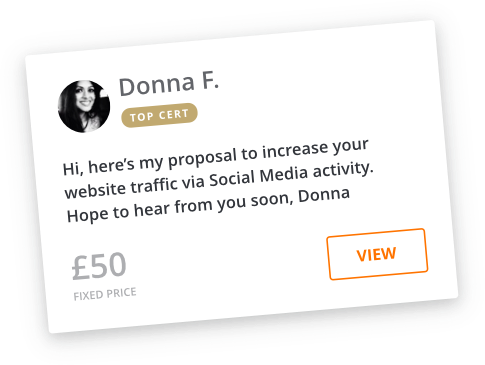 Donna F.
TOP CERT
Hi, here’s my proposal to increase your
website traffic via Social Media activity.
Hope to hear from you soon, Donna
£50
FIXED PRICE
VIEW